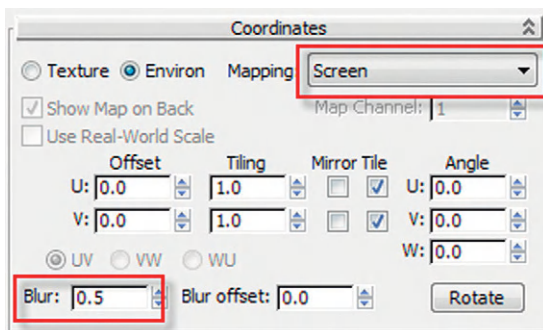 Coordinates
Texture Environ Mapping: Screen
Show Map on Back Map Channel: 1
Use Real-World Scale
Offset Tiling Mirror Tile Angle
U: 0.0 1.0 U: 0.0
V: 0.0 1.0 V: 0.0
UV VW WU W: 0.0
Blur: 0.5 Blur offset: 0.0 Rotate